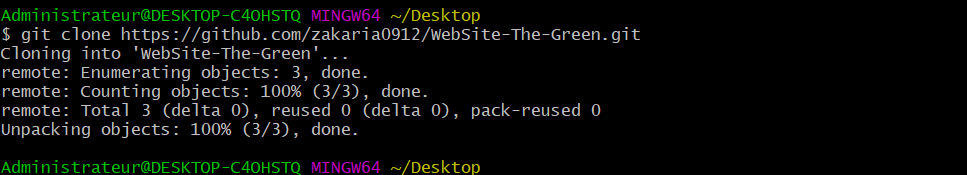 Administrateur@DESKTOP-C4OHSTQ MINGW64 ~/Desktop
$ git clone https://github.com/zakaria0912/WebSite-The-Green.git
Cloning into 'WebSite-The-Green'...
remote: Enumerating objects: 3, done.
remote: Counting objects: 100% (3/3), done.
remote: Total 3 (delta 0), reused 0 (delta 0), pack-reused 0
Unpacking objects: 100% (3/3), done.
Administrateur@DESKTOP-C4OHSTQ MINGW64 ~/Desktop